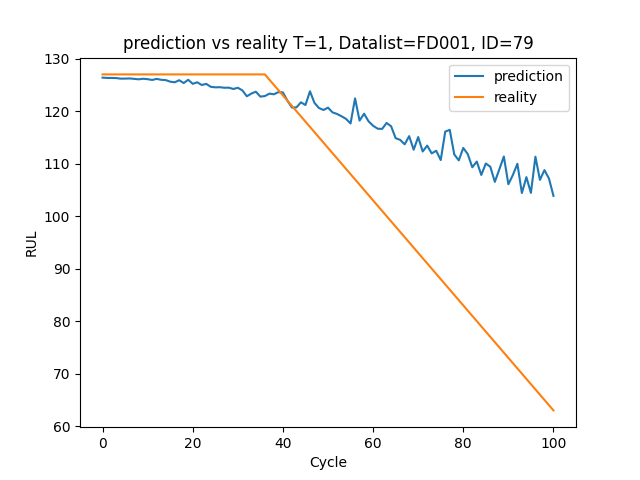 prediction vs reality T=1, Datalist=FD001, ID=79
prediction
reality
RUL
130
120
110
100
90
80
70
60
0 20 40 60 80 100
Cycle